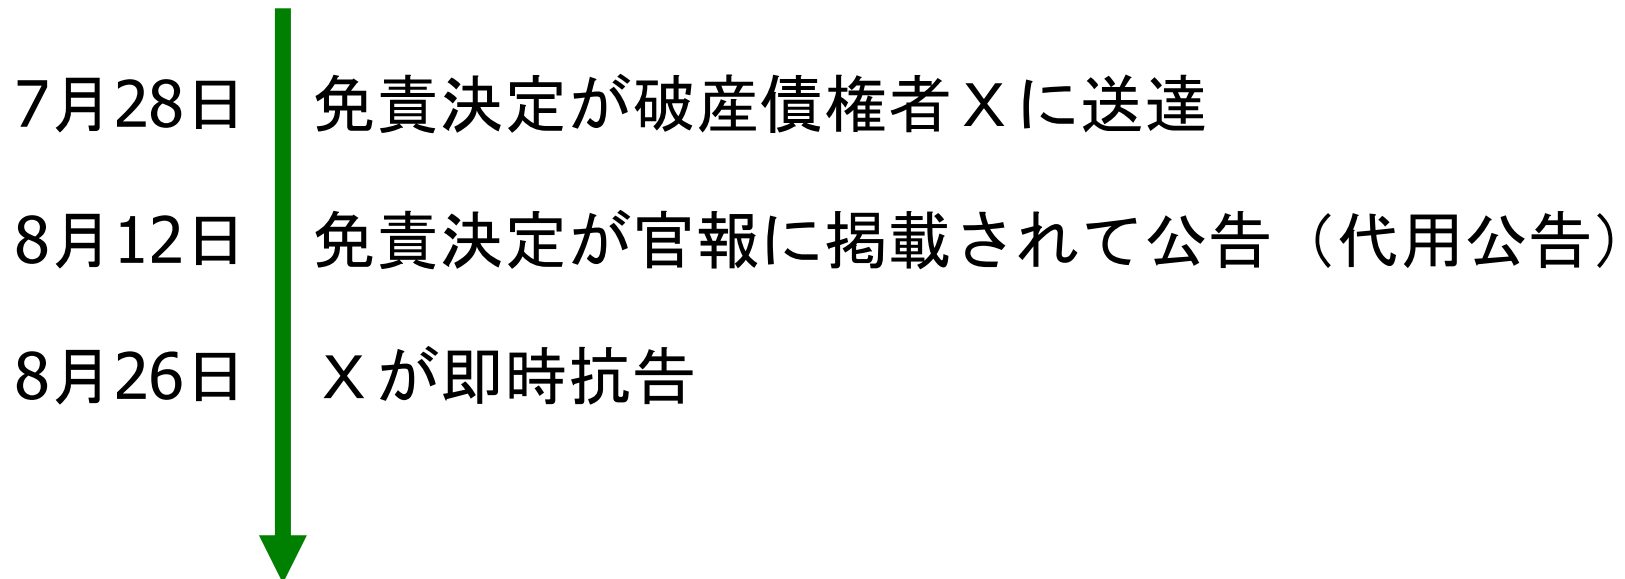 7月28日 免責決定が破産債権者Xに送達
8月12日 免責決定が官報に掲載されて公告（代用公告）
8月26日 Xが即時抗告